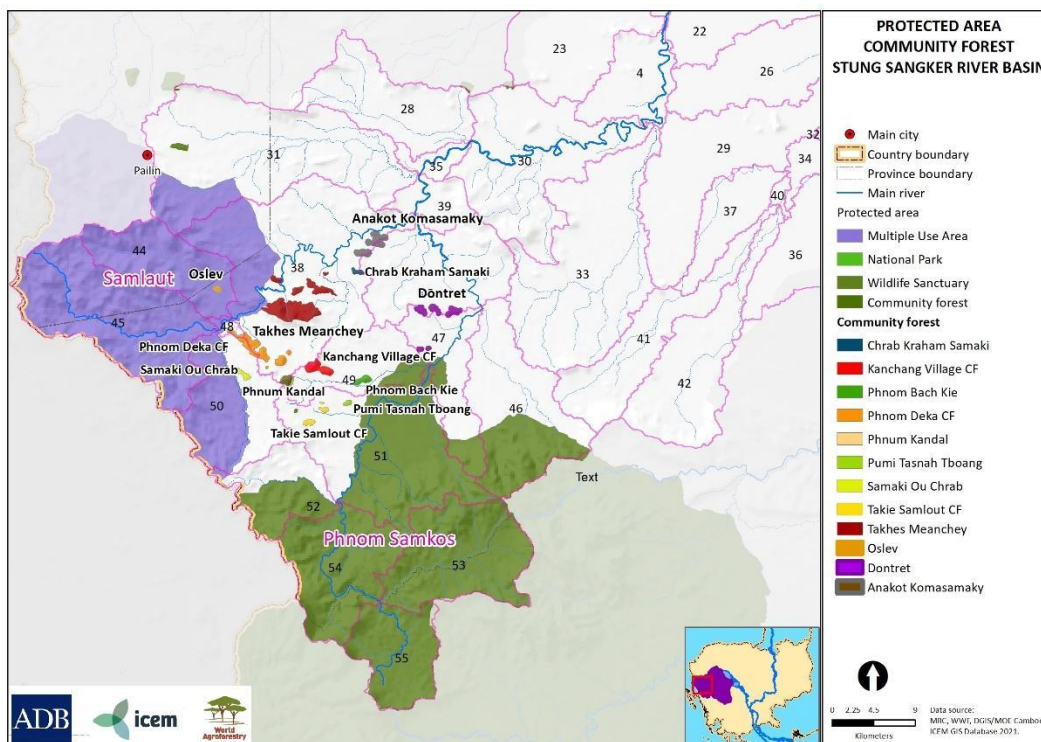 PROTECTED AREA
COMMUNITY FOREST
STUNG SANGKER RIVER BASIN
Main city
Country boundary
Province boundary
Main river
Protected area
Multiple Use Area
National Park
Wildlife Sanctuary
Community forest
Community forest
Chrab Kraham Samaki
Kanchang Village CF
Phnom Bach Kie
Phnom Deka CF
Phnum Kandal
Pumi Tasnah Tboang
Samaki Ou Chrab
Takie Samlout CF
Takhes Meanchey
Oslev
Dontret
Anakot Komasamaky
0 2.25 4.5 9
Kilometers
Data source:
MRC, WWF, DGIS/MOE Cambod
ICEM GIS Database 2021.
22
23
4
26
28
32
31
30
29
34
35
Pailin
40
39
37
Anakot Komasamaky
36
44
38
Chrab Kraham Samaki
33
Samlaut
Oslev
Dontret
45
48
Takhes Meanchey
47
41
Phnom Deka CF
Kanchang Village CF
Samaki Ou Chrab
49
42
Phnum Kandal
Phnom Bach Kie
50
Pumi Tasnah Tboang
46
Takie Samlout CF
51
Text
52
Phnom Samkos
54
53
55
ADB
icem
World
Agroforestry